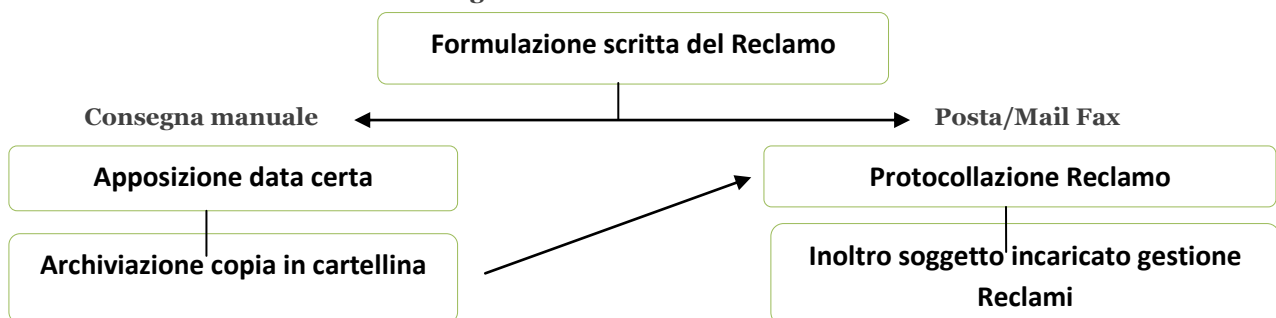 Formulazione scritta del Reclamo
Consegna manuale
Posta/Mail Fax
Apposizione data certa
Protocollazione Reclamo
Archiviazione copia in cartellina
Inoltro soggetto incaricato gestione
Reclami